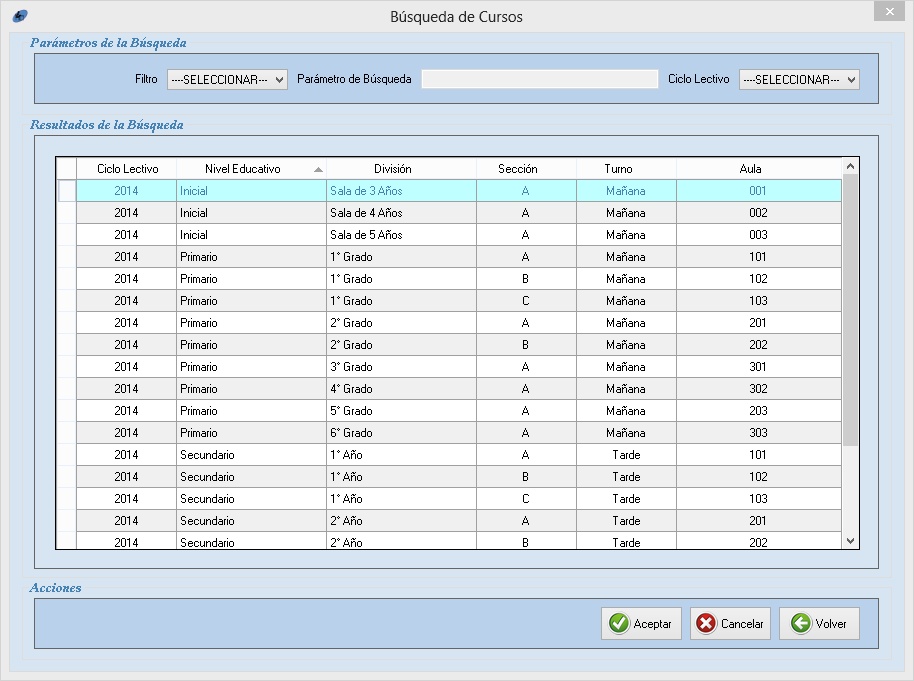 Búsqueda de Cursos
Parámetros de la Búsqueda
Filtro ----SELECCIONAR--- Parámetro de Búsqueda Ciclo Lectivo ----SELECCIONAR---
Resultados de la Búsqueda
Ciclo Lectivo Nivel Educativo División Sección Turno Aula
2014 Inicial Sala de 3 Años A Mañana 001
2014 Inicial Sala de 4 Años A Mañana 002
2014 Inicial Sala de 5 Años A Mañana 003
2014 Primario 1° Grado A Mañana 101
2014 Primario 1° Grado B Mañana 102
2014 Primario 1° Grado C Mañana 103
2014 Primario 2° Grado A Mañana 201
2014 Primario 2° Grado B Mañana 202
2014 Primario 3° Grado A Mañana 301
2014 Primario 4° Grado A Mañana 302
2014 Primario 5° Grado A Mañana 203
2014 Primario 6° Grado A Mañana 303
2014 Secundario 1° Año A Tarde 101
2014 Secundario 1° Año B Tarde 102
2014 Secundario 1° Año C Tarde 103
2014 Secundario 2° Año A Tarde 201
2014 Secundario 2° Año B Tarde 202
Acciones
Aceptar Cancelar Volver